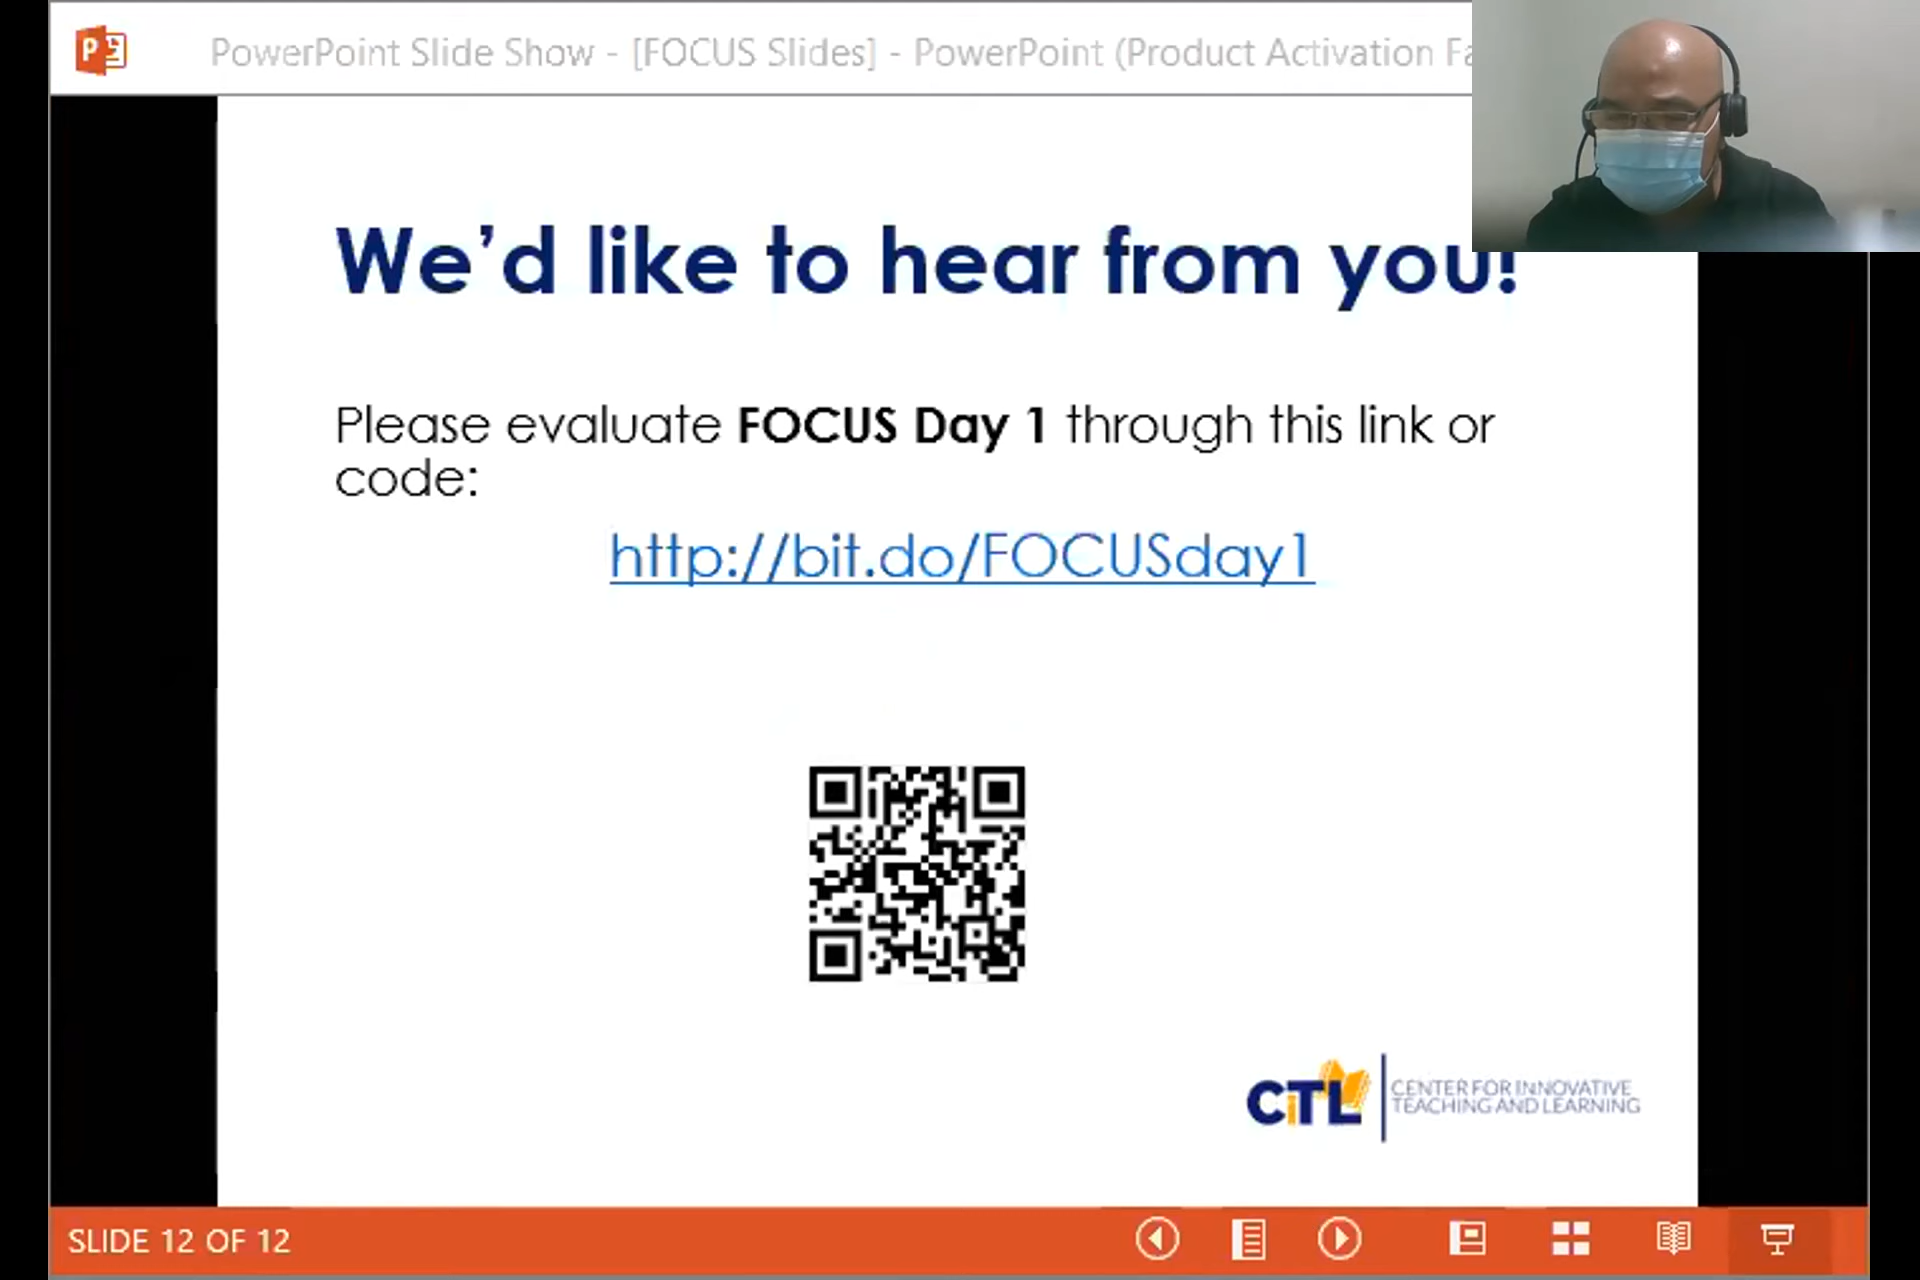 PowerPoint Slide Show - [FOCUS Slides] - PowerPoint (Product Activation Fa
We'd like to hear from you!
Please evaluate FOCUS Day 1 through this link or
code:
http://bit.do/FOCUSday1
CiTL
CENTER FOR INNOVATIVE
TEACHING AND LEARNING
SLIDE 12 OF 12